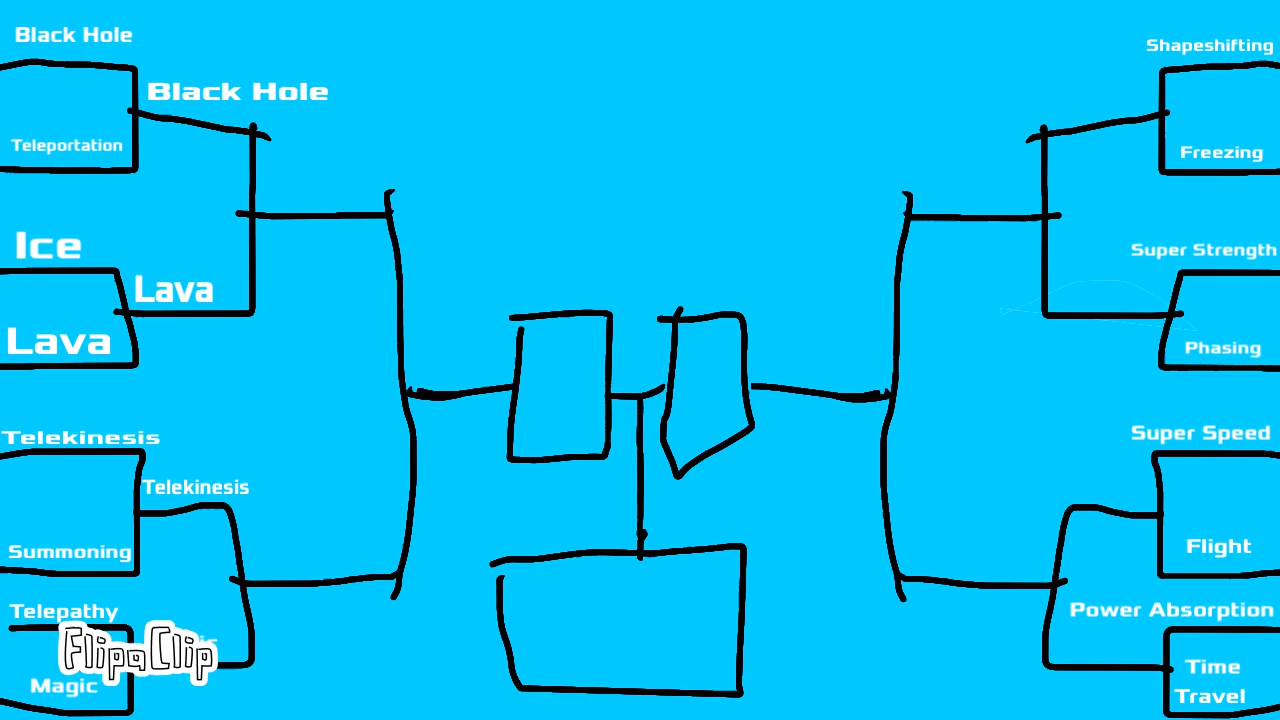 Black Hole
Black Hole
Teleportation
Ice
Lava
Lava
Telekinesis
Telekinesis
Summoning
Telepathy
FlipaClip
Magic
Shapeshifting
Freezing
Super Strength
Phasing
Super Speed
Flight
Power Absorption
Time
Travel